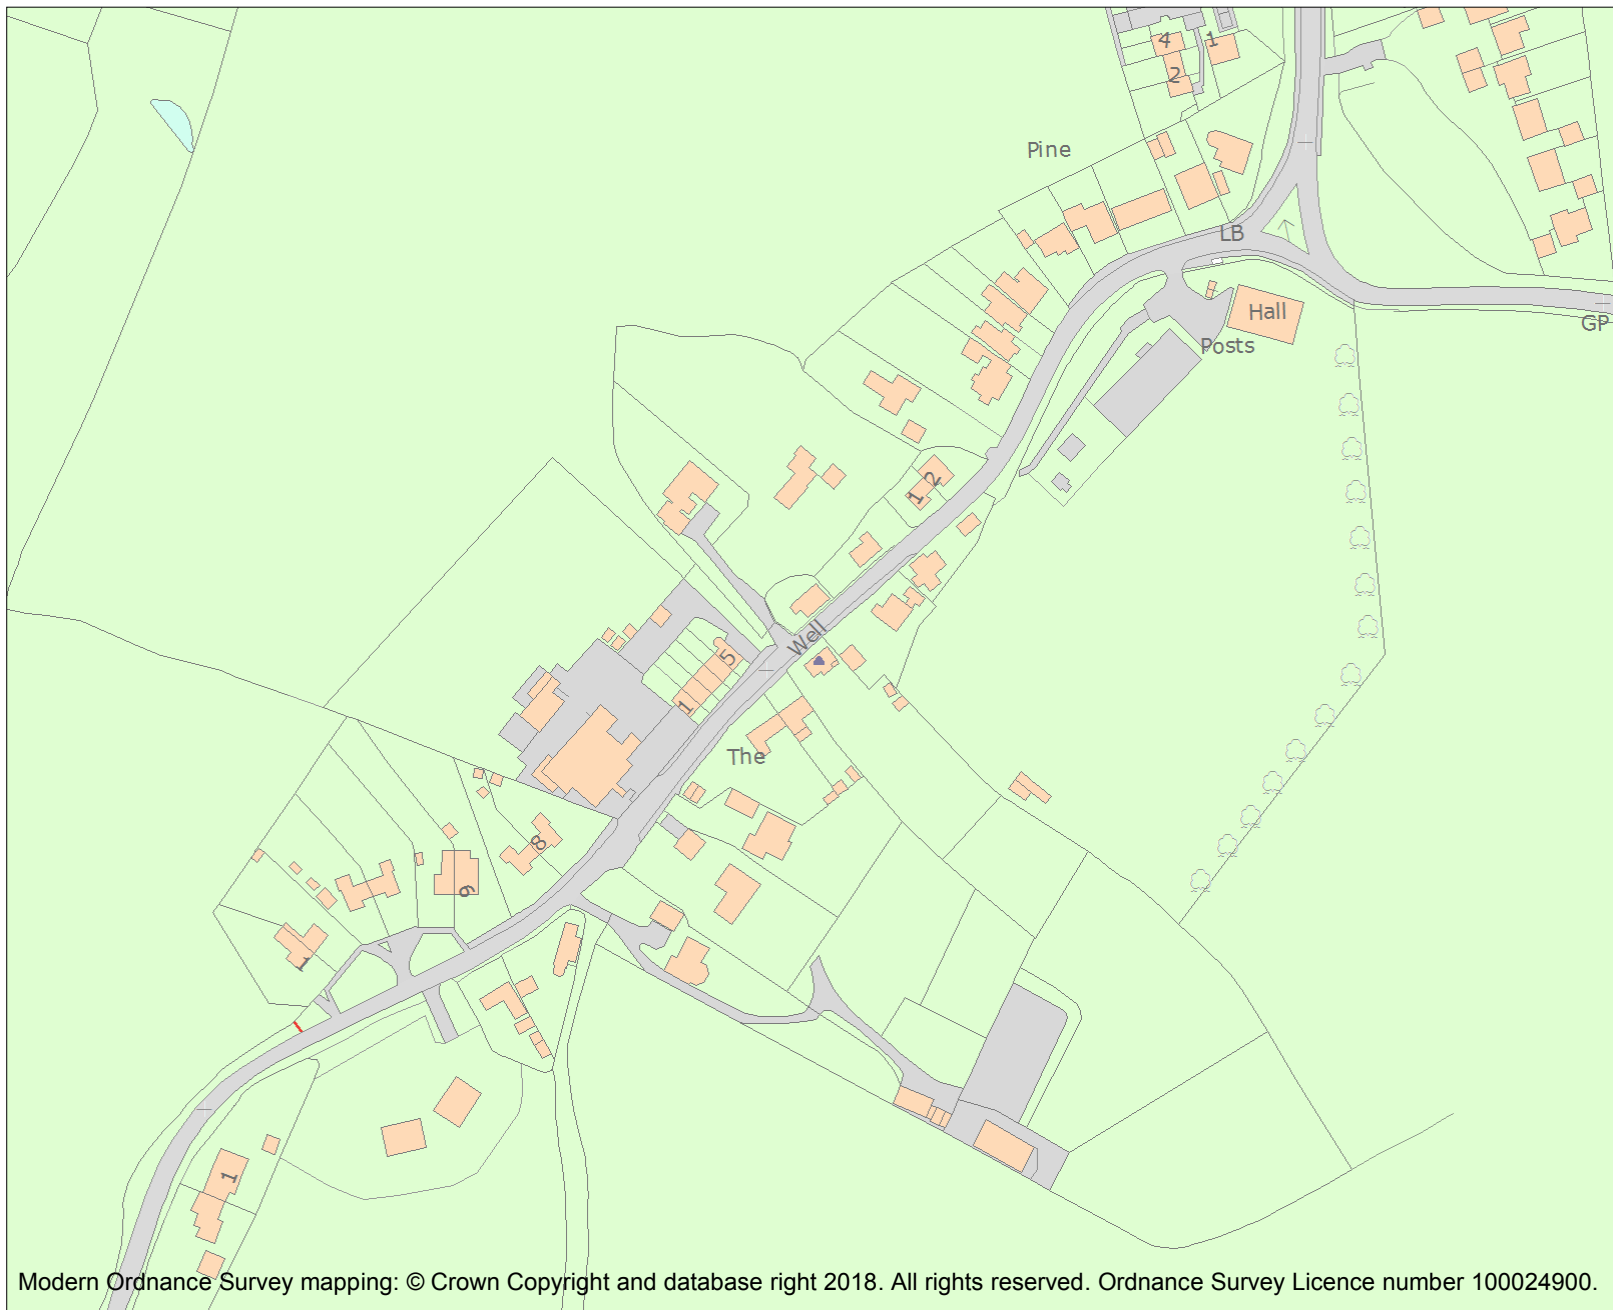 4
1
2
Pine
LB
Hall
GP
Posts
2
1
Well
5
1
The
8
6
1
1
Modern Ordnance Survey mapping: © Crown Copyright and database right 2018. All rights reserved. Ordnance Survey Licence number 100024900.